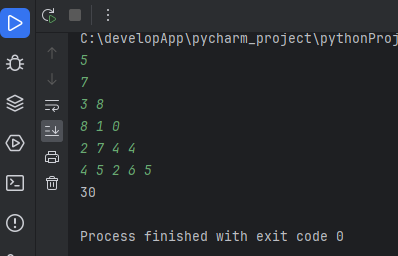 C:\developApp\pycharm_project\pythonProj
5
7
3 8
8 1 0
2 7 4 4
4 5 2 6 5
30
Process finished with exit code 0